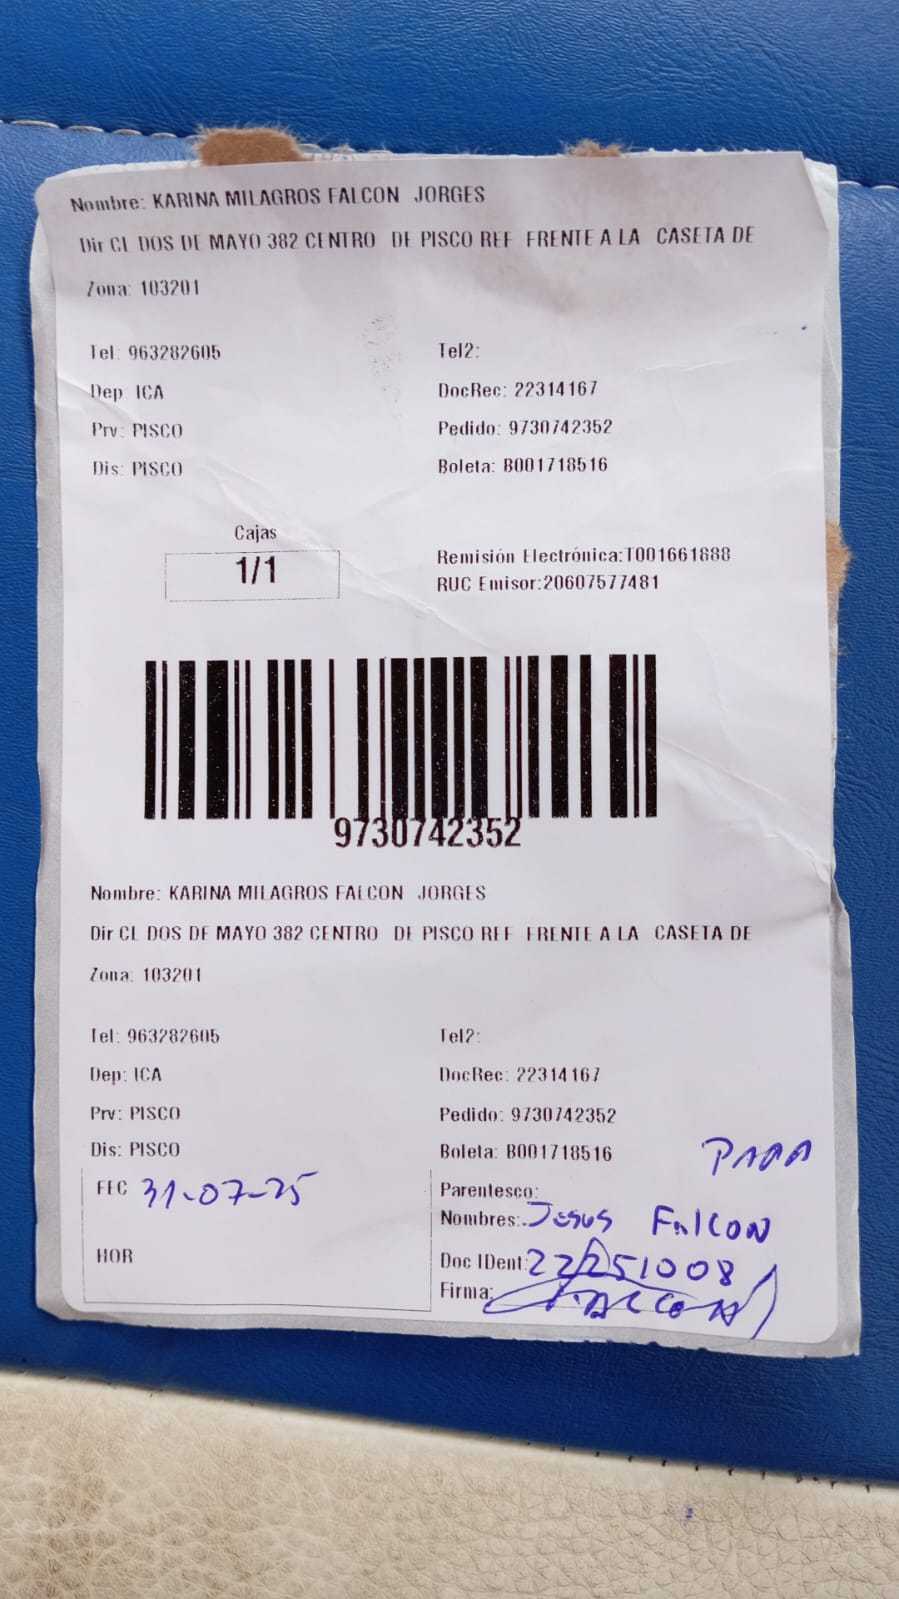 Nombre: KARINA MILAGROS FALCON JORGES
Dir CL DOS DE MAYO 382 CENTRO DE PISCO REF FRENTE A LA CASETA DE
Zona: 103201
Tel: 963282605 Tel2:
Dep: ICA DocRec: 22314167
Prv: PISCO Pedido: 9730742352
Dis: PISCO Boleta: B001718516
Cajas
1/1
Remisión Electrónica:T001661888
RUC Emisor:20607577481
9730742352
Nombre: KARINA MILAGROS FALCON JORGES
Dir CL DOS DE MAYO 382 CENTRO DE PISCO REF FRENTE A LA CASETA DE
Zona: 103201
Tel: 963282605 Tel2:
Dep: ICA DocRec: 22314167
Prv: PISCO Pedido: 9730742352
Dis: PISCO Boleta: B001718516 PAPA
FEC 31-07-25 Parentesco:
Nombres: Jesus Falcon
HOR Doc IDent: 22251008
Firma: FALCON